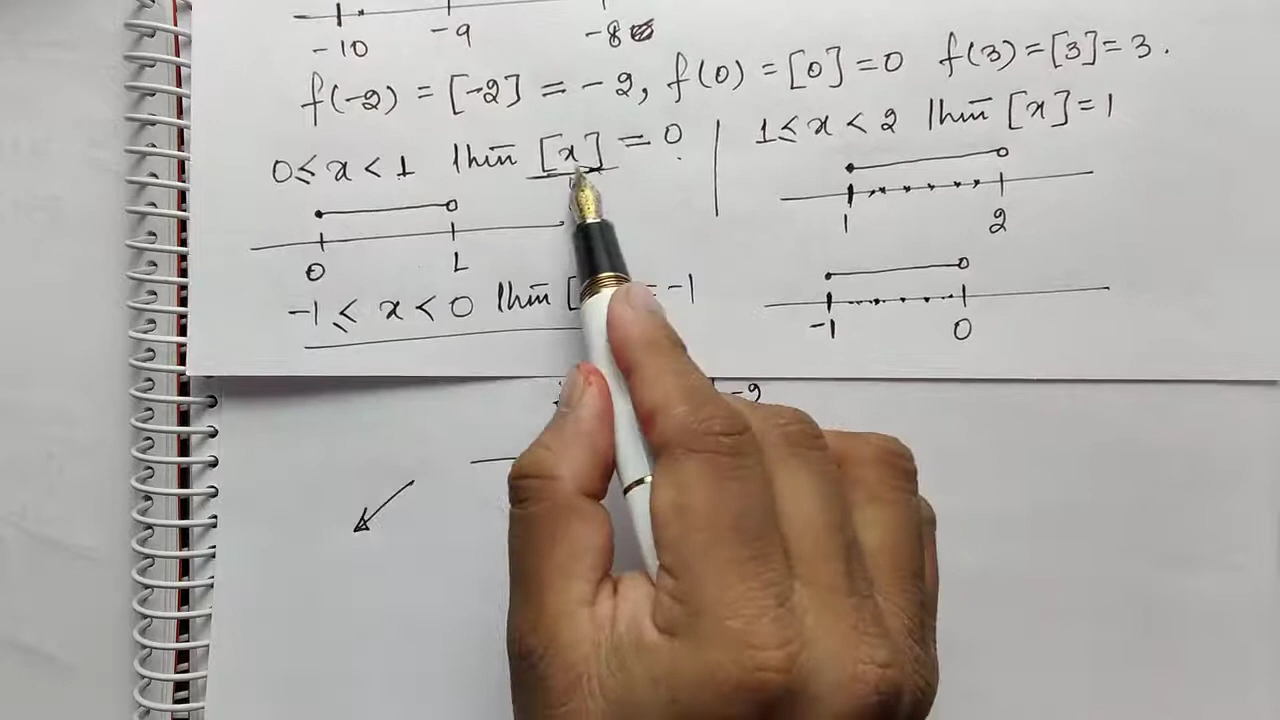 -10 -9 -8
f(-2) = [-2] = -2, f(0) = [0] = 0 f(3) = [3] = 3.
0 ≤ x < 1 then [x] = 0
0 1
-1 ≤ x < 0 then [ = -1
1 ≤ x < 2 then [x] = 1
1 2
-1 0